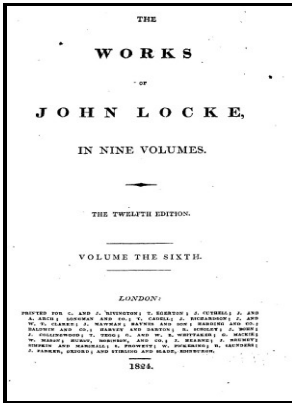 THE
WORKS
OF
JOHN LOCKE,
IN NINE VOLUMES.
THE TWELFTH EDITION.
VOLUME THE SIXTH.
LONDON:
PRINTED FOR C. AND J. RIVINGTON; T. EGERTON; J. CUTHELL; J. AND
A. ARCH; LONGMAN AND CO.; T. CADELL; J. RICHARDSON; J. AND
W. T. CLARKE; J. MAWMAN; BAYNES AND SON; HARDING AND CO.;
BALDWIN AND CO.; HARVEY AND DARTON; R. SCHOLEY; J. BOHN;
J. COLLINGWOOD; T. TEGG; G. AND W. B. WHITTAKER; G. MACKIE;
W. MASON; HURST, ROBINSON, AND CO.; J. HEARNE; J. BRUMBY;
SIMPKIN AND MARSHALL; S. PROWETT; W. PICKERING; R. SAUNDERS;
J. PARKER, OXFORD; AND STIRLING AND SLADE, EDINBURGH.
1824.